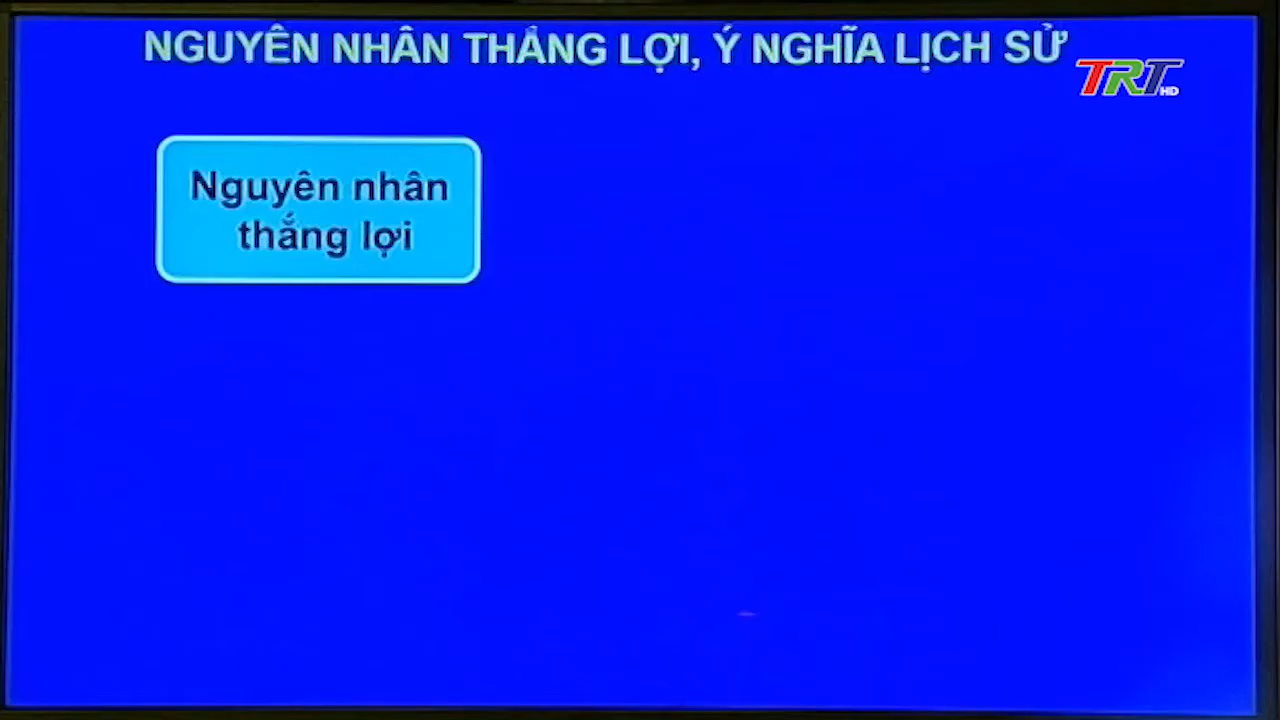 NGUYÊN NHÂN THẮNG LỢI, Ý NGHĨA LỊCH SỬ
TRT HD
Nguyên nhân
thắng lợi